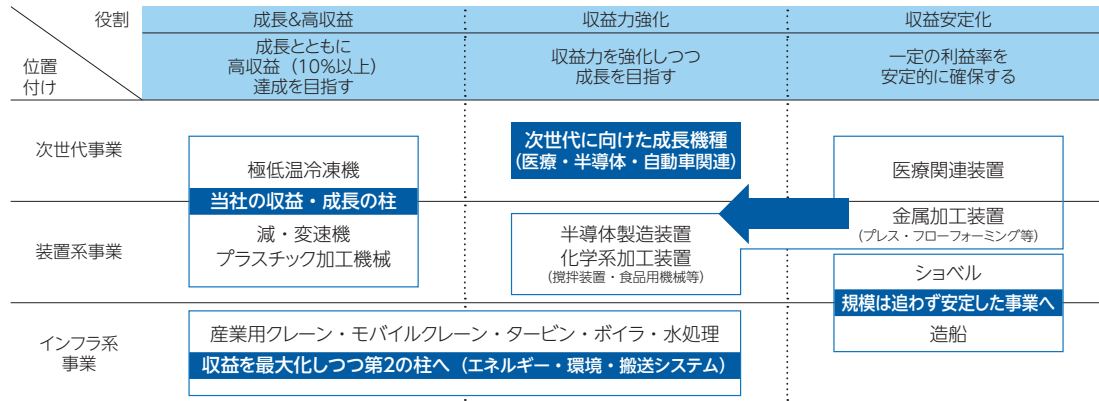 役割
成長&高収益
収益力強化
収益安定化
位置
付け
成長とともに
高収益（10%以上）
達成を目指す
収益力を強化しつつ
成長を目指す
一定の利益率を
安定的に確保する
次世代事業
極低温冷凍機
次世代に向けた成長機種
（医療・半導体・自動車関連）
医療関連装置
当社の収益・成長の柱
装置系事業
減・変速機
プラスチック加工機械
半導体製造装置
化学系加工装置
（撹拌装置・食品用機械等）
金属加工装置
（プレス・フローフォーミング等）
ショベル
規模は追わず安定した事業へ
造船
インフラ系
事業
産業用クレーン・モバイルクレーン・タービン・ボイラ・水処理
収益を最大化しつつ第2の柱へ（エネルギー・環境・搬送システム）